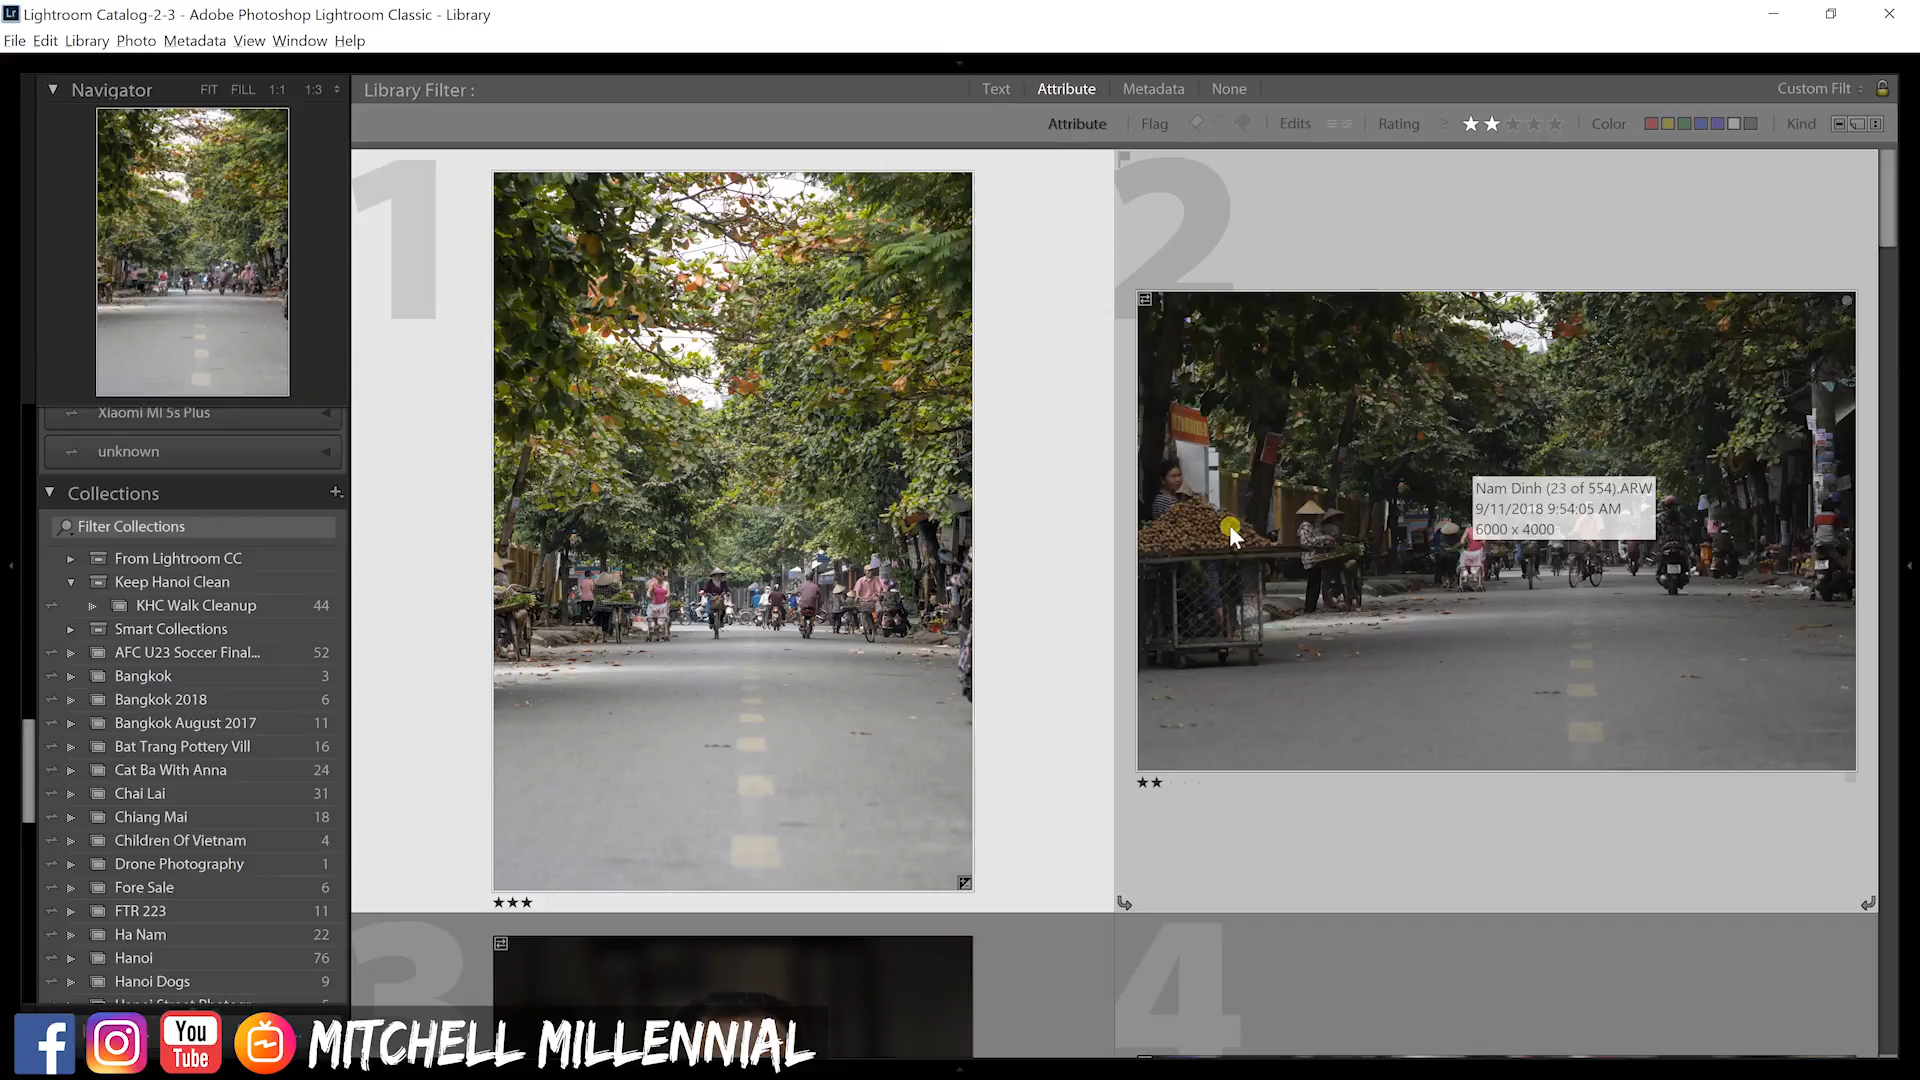 Lightroom Catalog-2-3 - Adobe Photoshop Lightroom Classic - Library
File Edit Library Photo Metadata View Window Help
Navigator FIT FILL 1:1 1:3
Library Filter : Text Attribute Metadata None Custom Filt
Attribute Flag Edits Rating Color Kind
1
2
3
4
Xiaomi MI 5s Plus
unknown
Collections
Filter Collections
From Lightroom CC
Keep Hanoi Clean
KHC Walk Cleanup 44
Smart Collections
AFC U23 Soccer Final... 52
Bangkok 3
Bangkok 2018 6
Bangkok August 2017 11
Bat Trang Pottery Vill 16
Cat Ba With Anna 24
Chai Lai 31
Chiang Mai 18
Children Of Vietnam 4
Drone Photography 1
Fore Sale 6
FTR 223 11
Ha Nam 22
Hanoi 76
Hanoi Dogs 9
Nam Dinh (23 of 554).ARW
9/11/2018 9:54:05 AM
6000 x 4000
You
Tube
MITCHELL MILLENNIAL